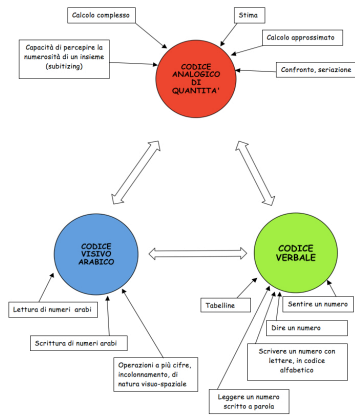 Calcolo complesso
Stima
Calcolo approssimato
Capacità di percepire la
numerosità di un insieme
(subitizing)
Confronto, seriazione
CODICE
ANALOGICO
DI
QUANTITA'
CODICE
VISIVO
ARABICO
CODICE
VERBALE
Lettura di numeri arabi
Scrittura di numeri arabi
Operazioni a più cifre,
incolonnamento, di
natura visuo-spaziale
Tabelline
Sentire un numero
Dire un numero
Scrivere un numero con
lettere, in codice
alfabetico
Leggere un numero
scritto a parola